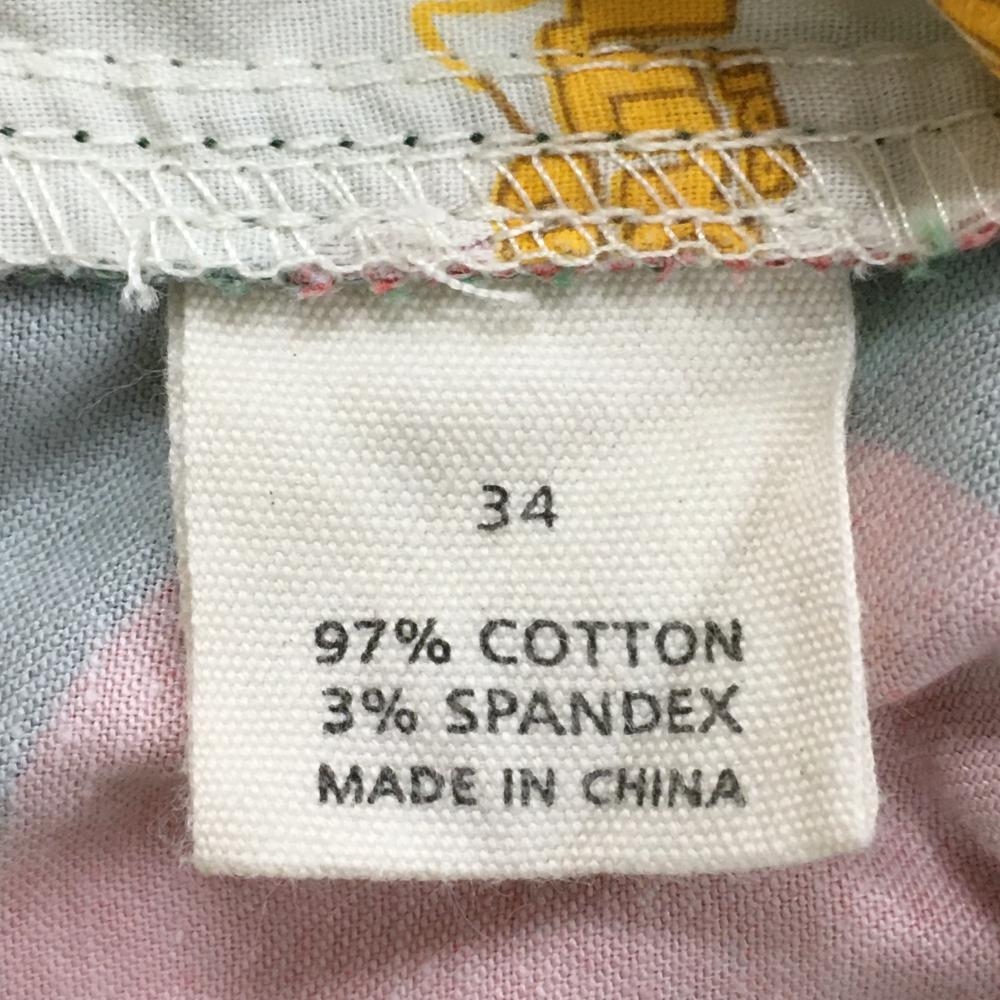 34
97% COTTON
3% SPANDEX
MADE IN CHINA